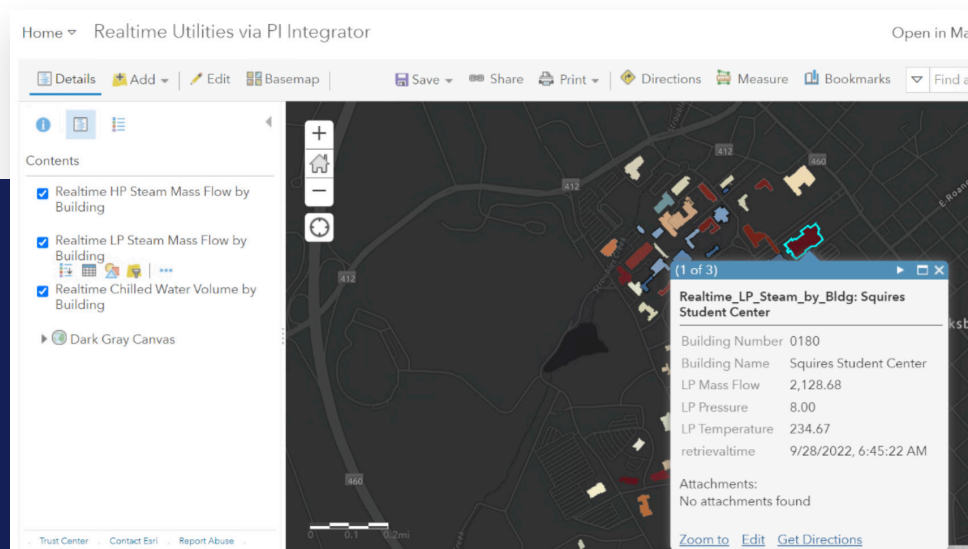 Home Realtime Utilities via PI Integrator
Open in Ma
Details Add Edit Basemap Save Share Print Directions Measure Bookmarks Find a
Contents
Realtime HP Steam Mass Flow by
Building
Realtime LP Steam Mass Flow by
Building
Realtime Chilled Water Volume by
Building
Dark Gray Canvas
Trust Center Contact Esri Report Abuse
412
460
412
E.Roano
412
460
0 0.1 0.2mi
ksb
(1 of 3)
Realtime_LP_Steam_by_Bldg: Squires
Student Center
Building Number 0180
Building Name Squires Student Center
LP Mass Flow 2,128.68
LP Pressure 8.00
LP Temperature 234.67
retrievaltime 9/28/2022, 6:45:22 AM
Attachments:
No attachments found
Zoom to Edit Get Directions